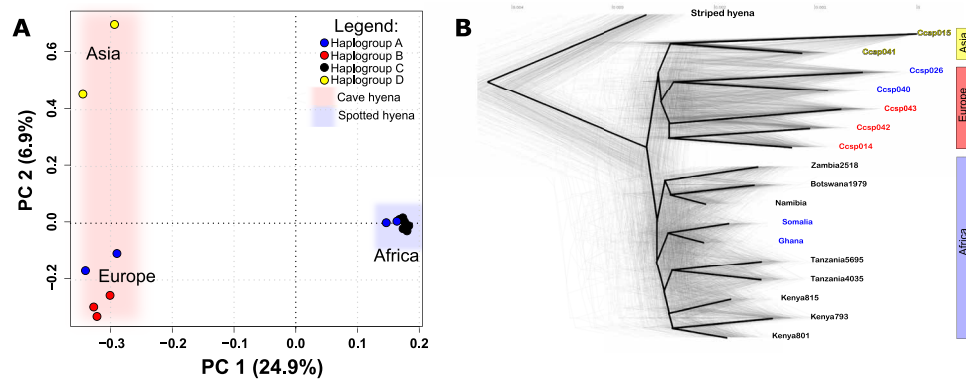 A
Legend:
Haplogroup A
Haplogroup B
Haplogroup C
Haplogroup D
Cave hyena
Spotted hyena
Asia
Europe
Africa
0.6
0.4
0.2
0.0
−0.2
PC 2 (6.9%)
−0.3
−0.2
−0.1
0.0
0.1
0.2
PC 1 (24.9%)
B
Striped hyena
Ccsp015
Ccsp041
Ccsp026
Ccsp040
Ccsp043
Ccsp042
Ccsp014
Zambia2518
Botswana1979
Namibia
Somalia
Ghana
Tanzania5695
Tanzania4035
Kenya815
Kenya793
Kenya801
Asia
Europe
Africa